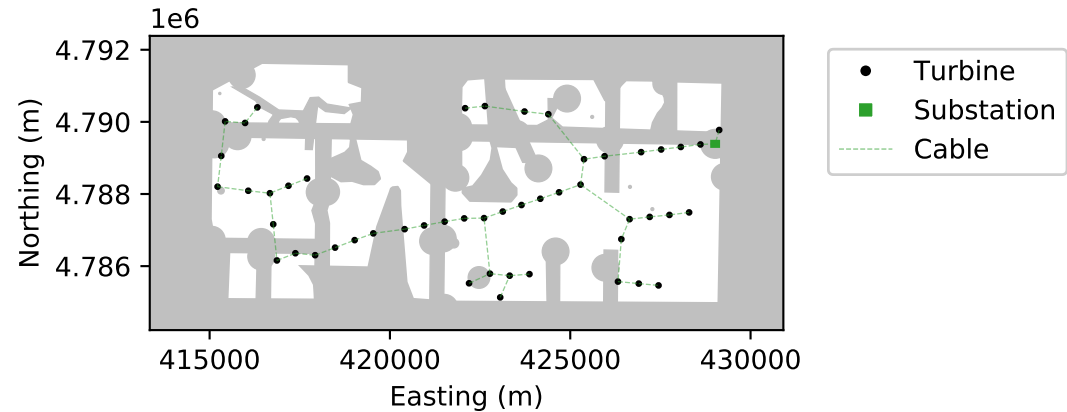 1e6
4.792
4.790
4.788
4.786
Northing (m)
415000 420000 425000 430000
Easting (m)
Turbine
Substation
Cable